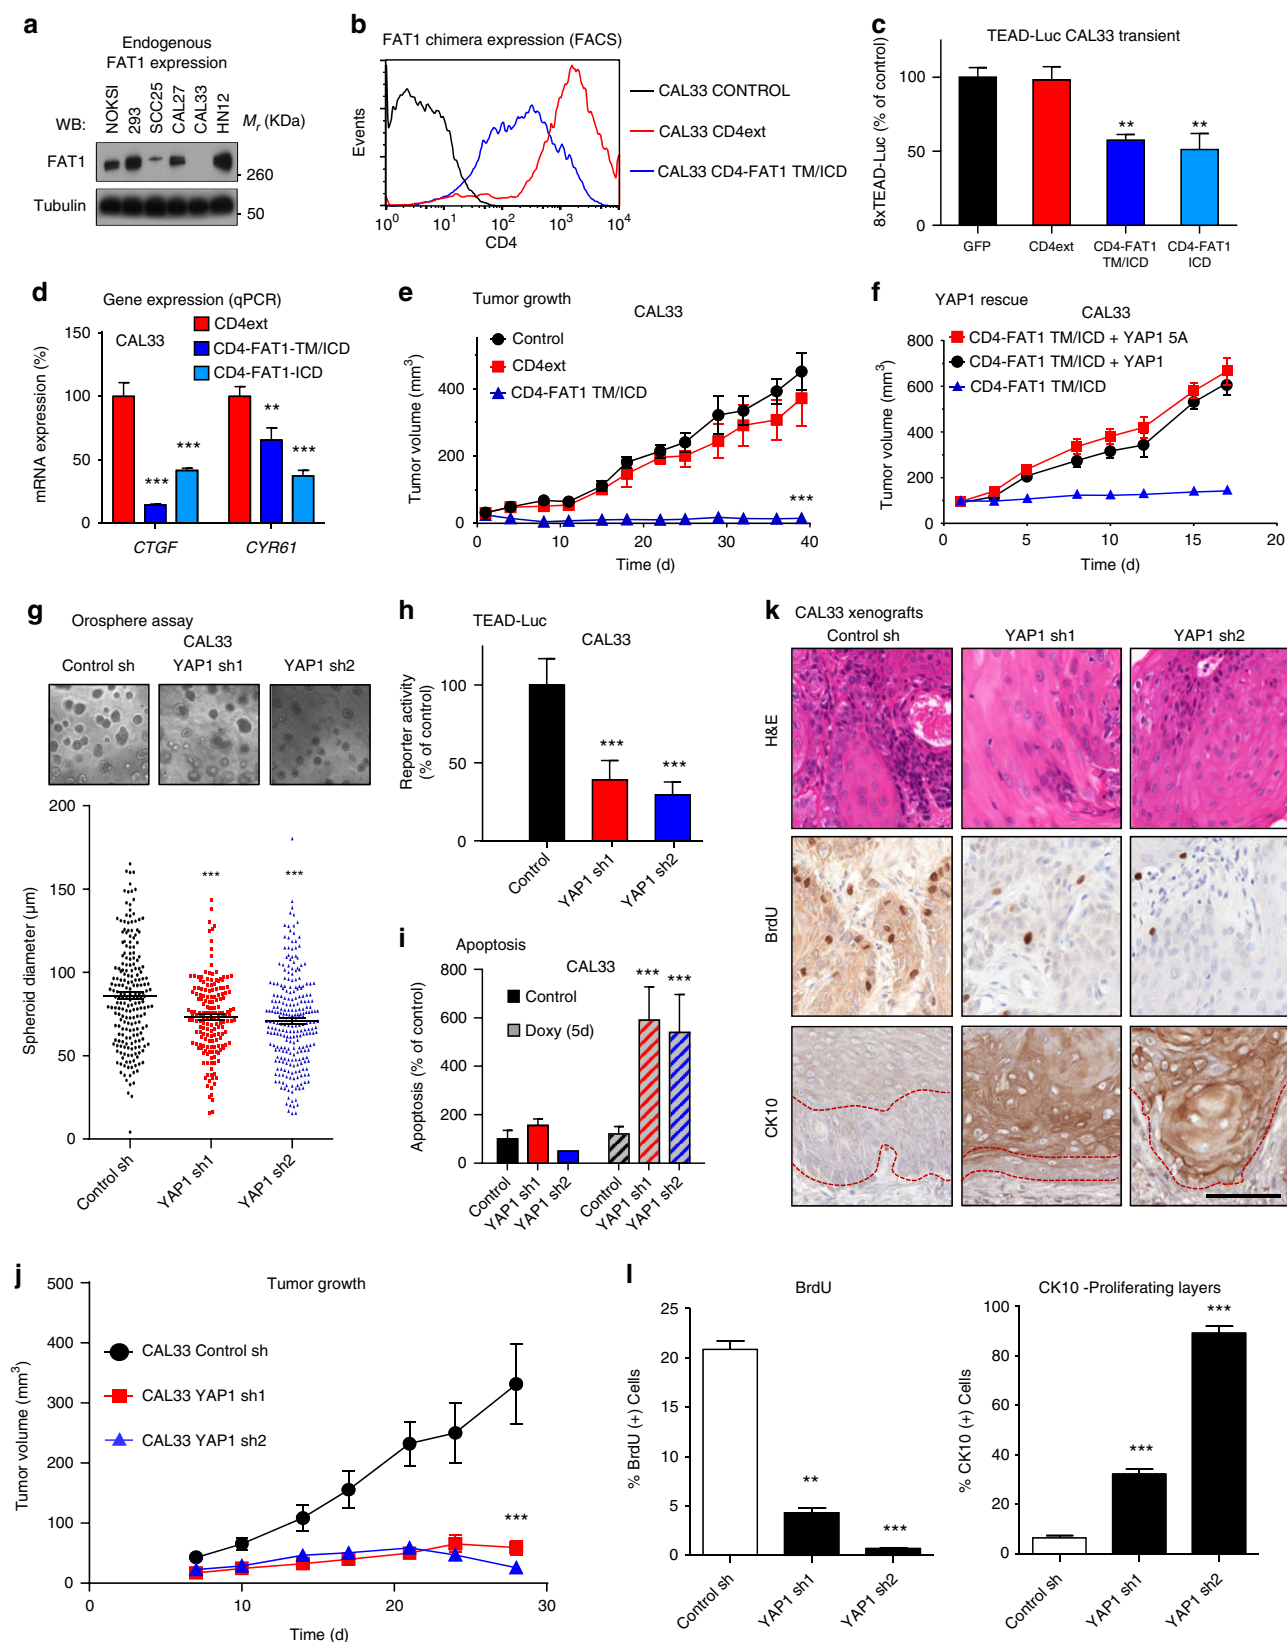 a
Endogenous
FAT1 expression
WB:
NOKSI
293
SCC25
CAL27
CAL33
HN12
Mr (KDa)
FAT1
260
Tubulin
50
b
FAT1 chimera expression (FACS)
Events
10^0 10^1 10^2 10^3 10^4
CD4
CAL33 CONTROL
CAL33 CD4ext
CAL33 CD4-FAT1 TM/ICD
c
TEAD-Luc CAL33 transient
8xTEAD-Luc (% of control)
100
50
0
** **
GFP CD4ext CD4-FAT1 TM/ICD CD4-FAT1 ICD
d
Gene expression (qPCR)
CAL33
CD4ext
CD4-FAT1-TM/ICD
CD4-FAT1-ICD
mRNA expression (%)
150
100
50
0
*** *** ** ***
CTGF CYR61
e
Tumor growth
CAL33
Control
CD4ext
CD4-FAT1 TM/ICD
Tumor volume (mm³)
400
200
0
***
0 10 20 30 40
Time (d)
f
YAP1 rescue
CAL33
CD4-FAT1 TM/ICD + YAP1 5A
CD4-FAT1 TM/ICD + YAP1
CD4-FAT1 TM/ICD
Tumor volume (mm³)
800
600
400
200
0
0 5 10 15 20
Time (d)
g
Orosphere assay
CAL33
Control sh YAP1 sh1 YAP1 sh2
Spheroid diameter (µm)
200
150
100
50
0
*** ***
Control sh YAP1 sh1 YAP1 sh2
h
TEAD-Luc
CAL33
Reporter activity
(% of control)
100
50
0
*** ***
Control YAP1 sh1 YAP1 sh2
i
Apoptosis
CAL33
Control
Doxy (5d)
Apoptosis (% of control)
800
600
400
200
0
*** ***
Control YAP1 sh1 YAP1 sh2 Control YAP1 sh1 YAP1 sh2
k
CAL33 xenografts
Control sh YAP1 sh1 YAP1 sh2
H&E
BrdU
CK10
j
Tumor growth
CAL33 Control sh
CAL33 YAP1 sh1
CAL33 YAP1 sh2
Tumor volume (mm³)
500
400
300
200
100
0
***
0 10 20 30
Time (d)
l
BrdU
% BrdU (+) Cells
25
20
15
10
5
0
** ***
Control sh YAP1 sh1 YAP1 sh2
CK10 -Proliferating layers
% CK10 (+) Cells
100
80
60
40
20
0
*** ***
Control sh YAP1 sh1 YAP1 sh2